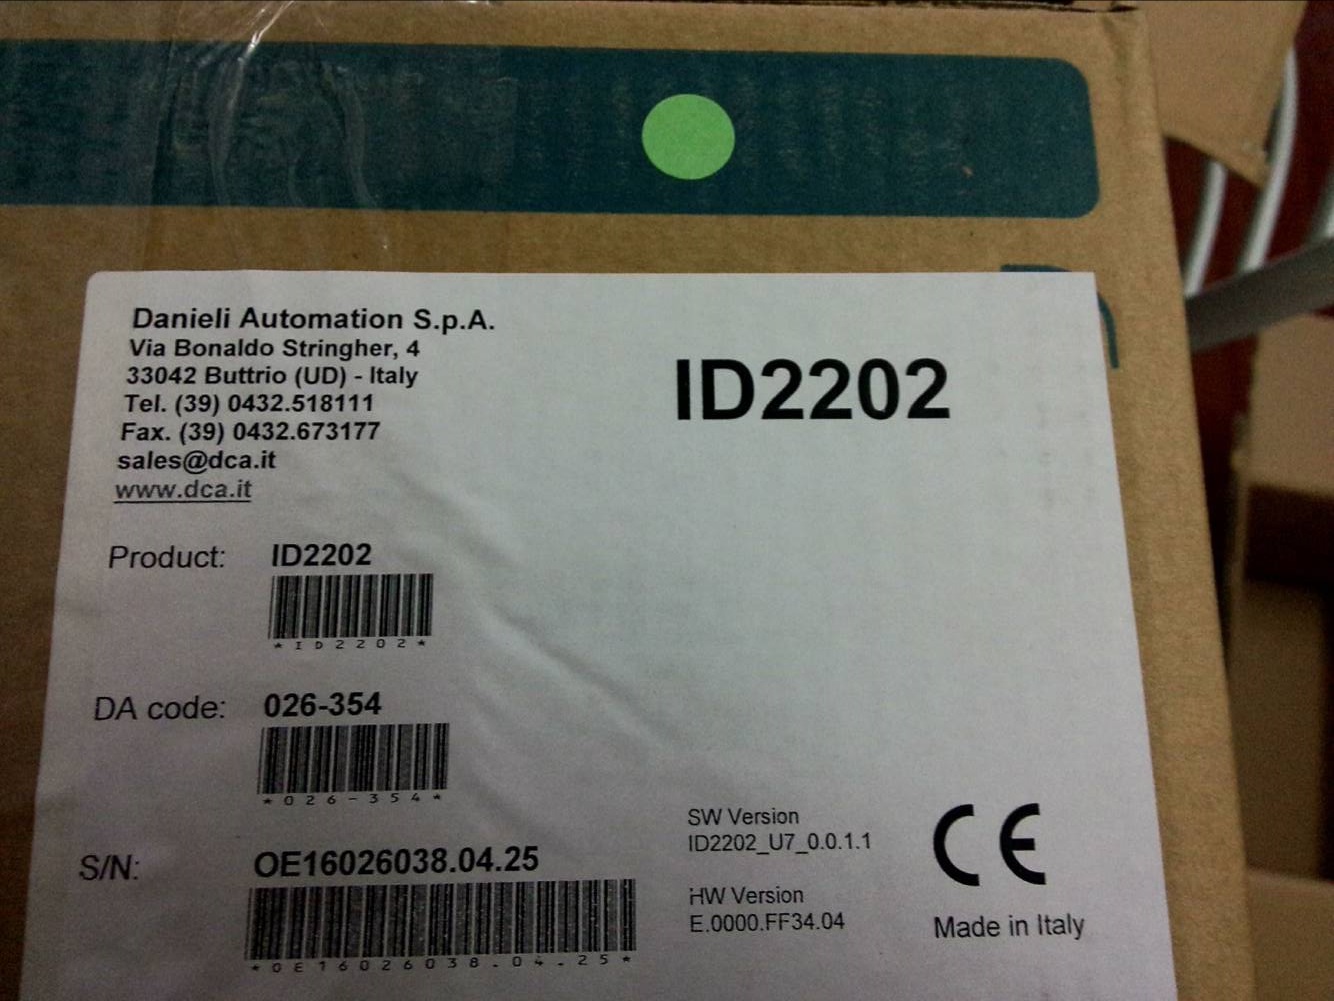 Danieli Automation S.p.A.
Via Bonaldo Stringher, 4
33042 Buttrio (UD) - Italy
Tel. (39) 0432.518111
Fax. (39) 0432.673177
sales@dca.it
www.dca.it
ID2202
Product: ID2202
*ID2202*
DA code: 026-354
*026-354*
S/N: OE16026038.04.25
*OE16026038.04.25*
SW Version
ID2202_U7_0.0.1.1
HW Version
E.0000.FF34.04
CE
Made in Italy